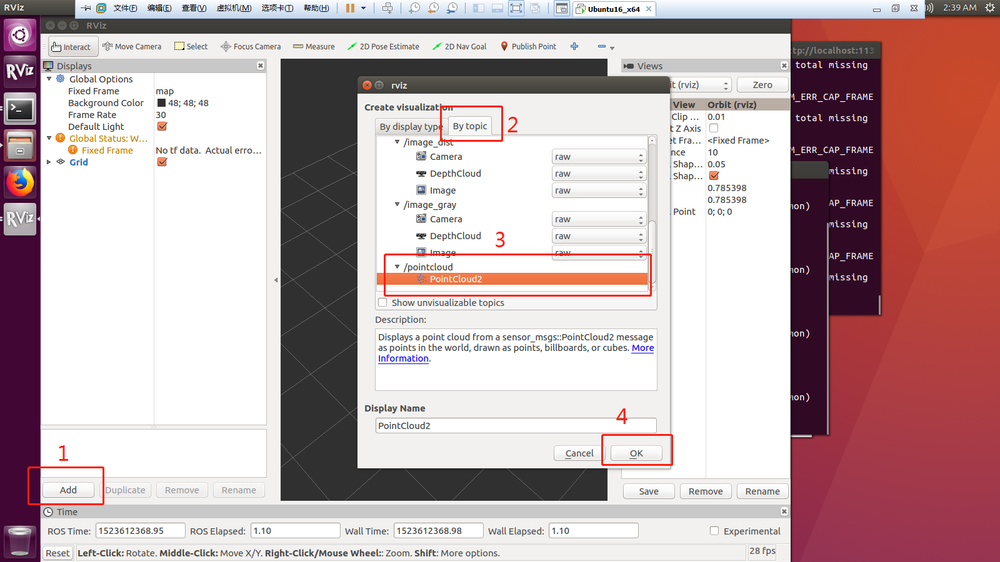 RViz
文件(F) 编辑(E) 查看(V) 虚拟机(M) 选项卡(T) 帮助(H)
Ubuntu16_x64
2:39 AM
RViz
Interact Move Camera Select Focus Camera Measure 2D Pose Estimate 2D Nav Goal Publish Point
Displays
Global Options
Fixed Frame map
Background Color 48; 48; 48
Frame Rate 30
Default Light
Global Status: W...
Fixed Frame No tf data. Actual erro...
Grid
1
Add Duplicate Remove Rename
rviz
Create visualization
By display type By topic
2
/image_dist
Camera raw
DepthCloud raw
Image raw
/image_gray
Camera raw
DepthCloud raw
3
Image raw
/pointcloud
PointCloud2
Show unvisualizable topics
Description:
Displays a point cloud from a sensor_msgs::PointCloud2 message
as points in the world, drawn as points, billboards, or cubes. More
Information.
Display Name
PointCloud2
4
Cancel OK
Views
it (rviz) Zero
View Orbit (rviz)
Clip ... 0.01
t Z Axis
et Fra... <Fixed Frame>
nce 10
Shap... 0.05
Shap...
0.785398
0.785398
Point 0; 0; 0
Save Remove Rename
ttp://localhost:113
total missing
M_ERR_CAP_FRAME
total missing
M_ERR_CAP_FRAME
missing
mon)
AP_FRAME
missing
AP_FRAME
mon)
missing
mon)
mon)
Time
ROS Time: 1523612368.95 ROS Elapsed: 1.10 Wall Time: 1523612368.98 Wall Elapsed: 1.10 Experimental
Reset Left-Click: Rotate. Middle-Click: Move X/Y. Right-Click/Mouse Wheel:: Zoom. Shift: More options. 28 fps
RViz
RViz